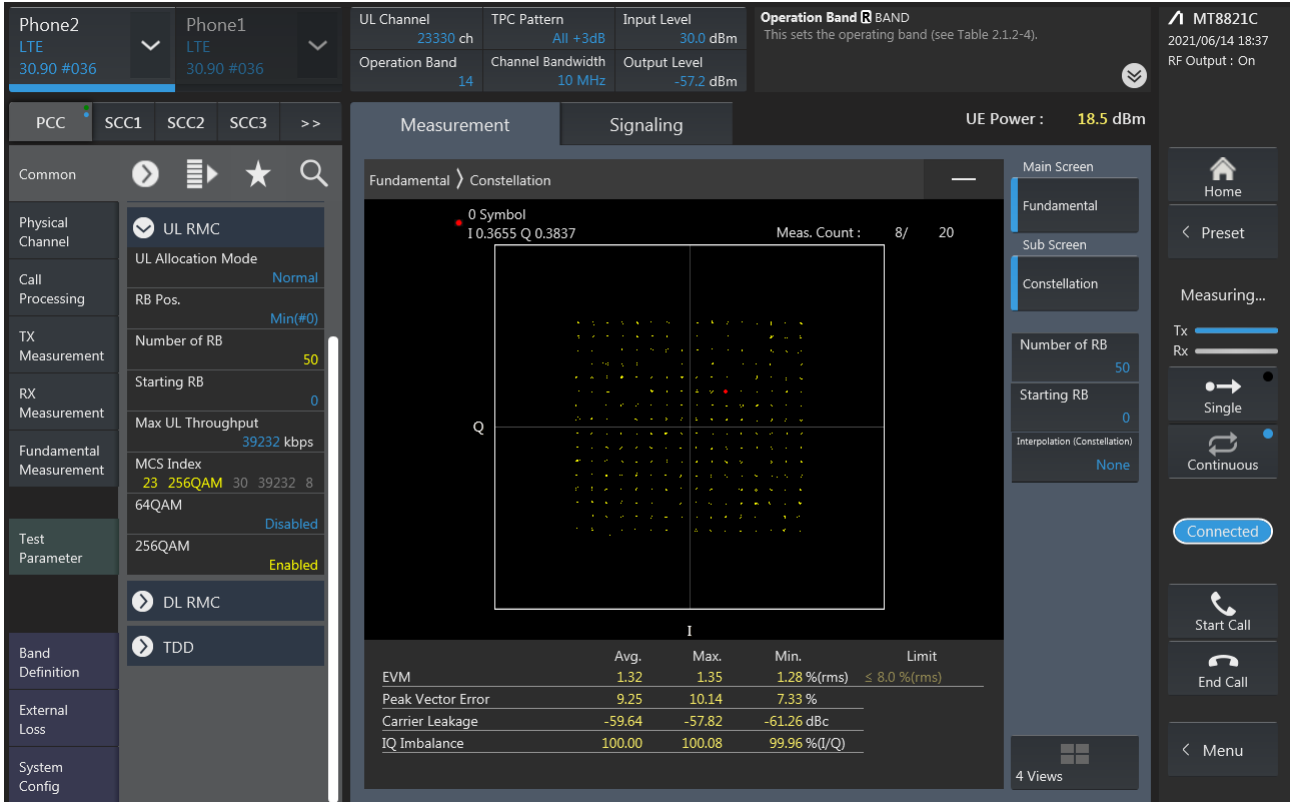 Phone2
LTE
30.90 #036
Phone1
LTE
30.90 #036
UL Channel
23330 ch
TPC Pattern
All +3dB
Input Level
30.0 dBm
Operation Band
14
Channel Bandwidth
10 MHz
Output Level
-57.2 dBm
Operation Band R BAND
This sets the operating band (see Table 2.1.2-4).
MT8821C
2021/06/14 18:37
RF Output : On
PCC SCC1 SCC2 SCC3 >>
Measurement
Signaling
UE Power : 18.5 dBm
Common
Physical
Channel
Call
Processing
TX
Measurement
RX
Measurement
Fundamental
Measurement
Test
Parameter
Band
Definition
External
Loss
System
Config
UL RMC
UL Allocation Mode
Normal
RB Pos.
Min(#0)
Number of RB
50
Starting RB
0
Max UL Throughput
39232 kbps
MCS Index
23 256QAM 30 39232 8
64QAM
Disabled
256QAM
Enabled
DL RMC
TDD
Fundamental 〉 Constellation
0 Symbol
I 0.3655 Q 0.3837
Meas. Count : 8/ 20
Q
I
Avg. Max. Min. Limit
EVM 1.32 1.35 1.28 %(rms) ≤ 8.0 %(rms)
Peak Vector Error 9.25 10.14 7.33 %
Carrier Leakage -59.64 -57.82 -61.26 dBc
IQ Imbalance 100.00 100.08 99.96 %(I/Q)
Main Screen
Fundamental
Sub Screen
Constellation
Number of RB
50
Starting RB
0
Interpolation (Constellation)
None
4 Views
Home
< Preset
Measuring...
Tx
Rx
Single
Continuous
Connected
Start Call
End Call
< Menu